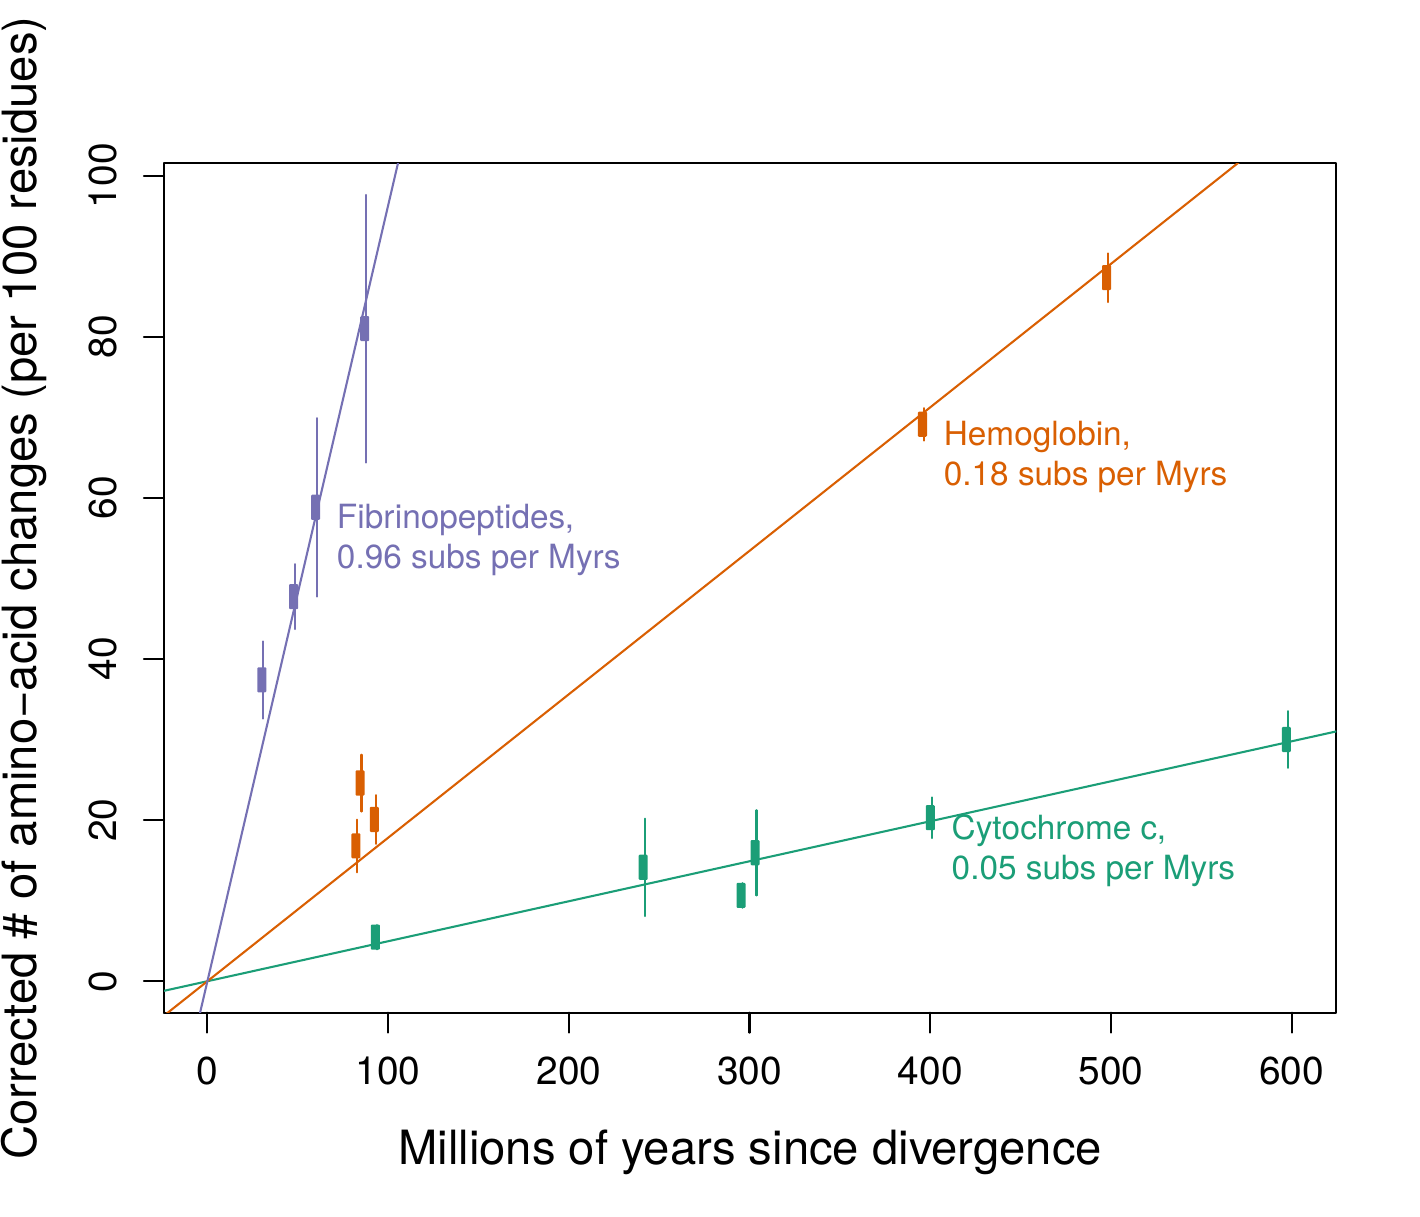 Corrected # of amino−acid changes (per 100 residues)
100
80
60
40
20
0
Fibrinopeptides,
0.96 subs per Myrs
Hemoglobin,
0.18 subs per Myrs
Cytochrome c,
0.05 subs per Myrs
0 100 200 300 400 500 600
Millions of years since divergence